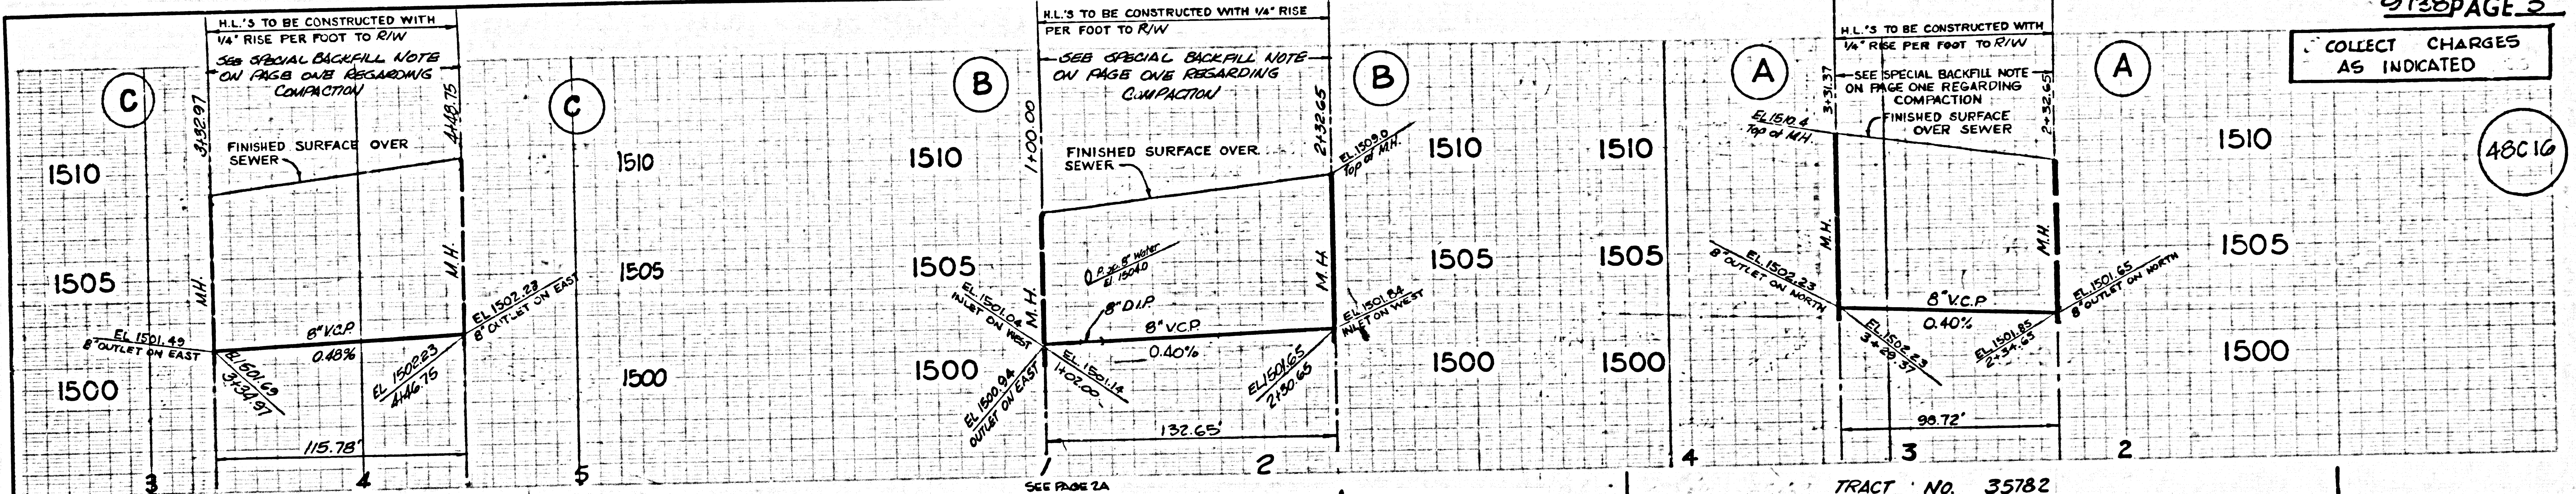 PAGE 3
COLLECT CHARGES
AS INDICATED
48C16
H.L.'S TO BE CONSTRUCTED WITH
1/4" RISE PER FOOT TO R/W
SEE SPECIAL BACKFILL NOTE
ON PAGE ONE REGARDING
COMPACTION
C
C
3+32.97
4+48.75
FINISHED SURFACE OVER
SEWER
1510
1510
1505
1505
1500
1500
M.H.
M.H.
EL 1501.49
8" OUTLET ON EAST
8" V.C.P.
0.48%
EL 1502.28
8" OUTLET ON EAST
EL 1501.69
3+34.97
EL 1502.23
4+46.75
115.78'
3
4
5
H.L.'S TO BE CONSTRUCTED WITH 1/4" RISE
PER FOOT TO R/W
SEE SPECIAL BACKFILL NOTE
ON PAGE ONE REGARDING
COMPACTION
B
B
1+00.00
2+32.65
FINISHED SURFACE OVER
SEWER
EL 1509.0
Top of M.H.
1510
1510
1505
1505
1500
1500
8" Water
El 1504.0
M.H.
M.H.
8" D.I.P.
8" V.C.P.
0.40%
EL 1501.04
INLET ON WEST
EL 1501.84
INLET ON WEST
EL 1500.94
OUTLET ON EAST
EL 1501.14
1+02.00
EL 1501.65
2+30.65
132.65'
1
2
SEE PAGE 2A
H.L.'S TO BE CONSTRUCTED WITH
1/4" RISE PER FOOT TO R/W
SEE SPECIAL BACKFILL NOTE
ON PAGE ONE REGARDING
COMPACTION
A
A
3+31.37
2+32.65
EL 1510.4
Top of M.H.
FINISHED SURFACE
OVER SEWER
1510
1510
1505
1505
1500
1500
M.H.
M.H.
EL 1502.23
8" OUTLET ON NORTH
8" V.C.P.
0.40%
EL 1501.65
8" OUTLET ON NORTH
EL 1502.23
3+29.37
EL 1501.85
2+34.65
98.72'
4
3
2
TRACT NO. 35782